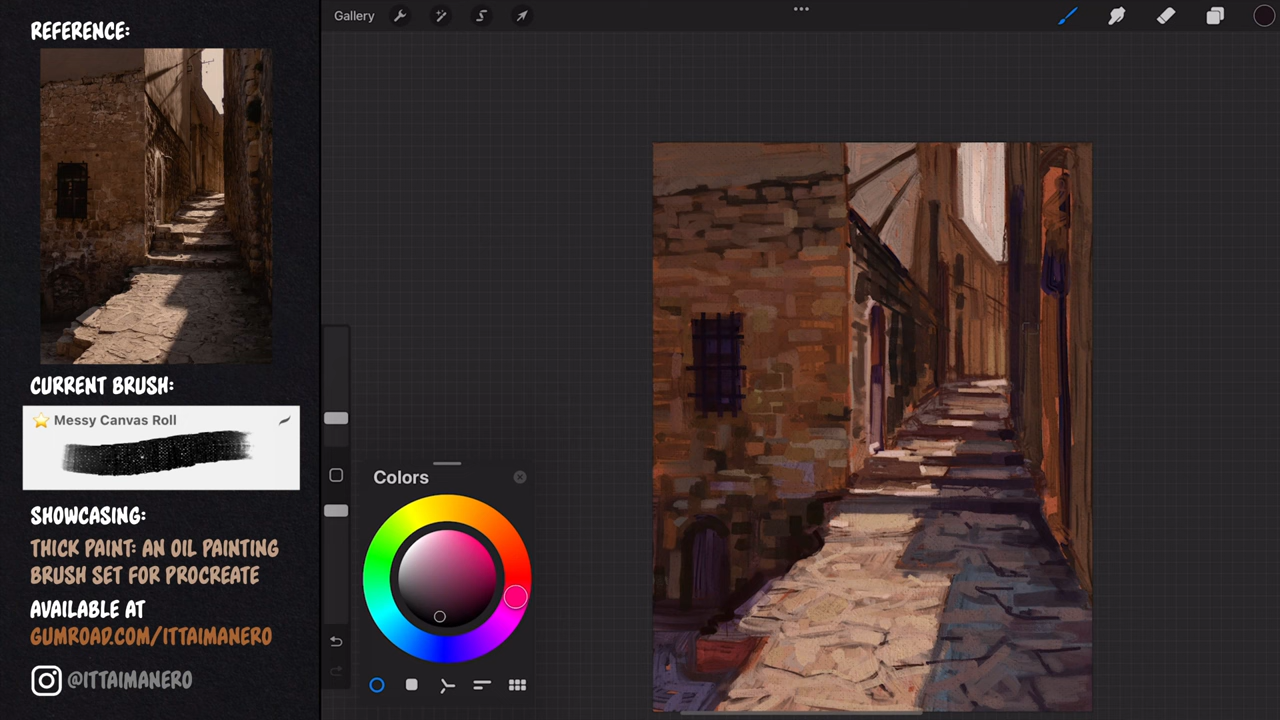 REFERENCE:
Gallery
CURRENT BRUSH:
⭐ Messy Canvas Roll
Colors
SHOWCASING:
THICK PAINT: AN OIL PAINTING
BRUSH SET FOR PROCREATE
AVAILABLE AT
GUMROAD.COM/ITTAIMANERO
@ITTAIMANERO